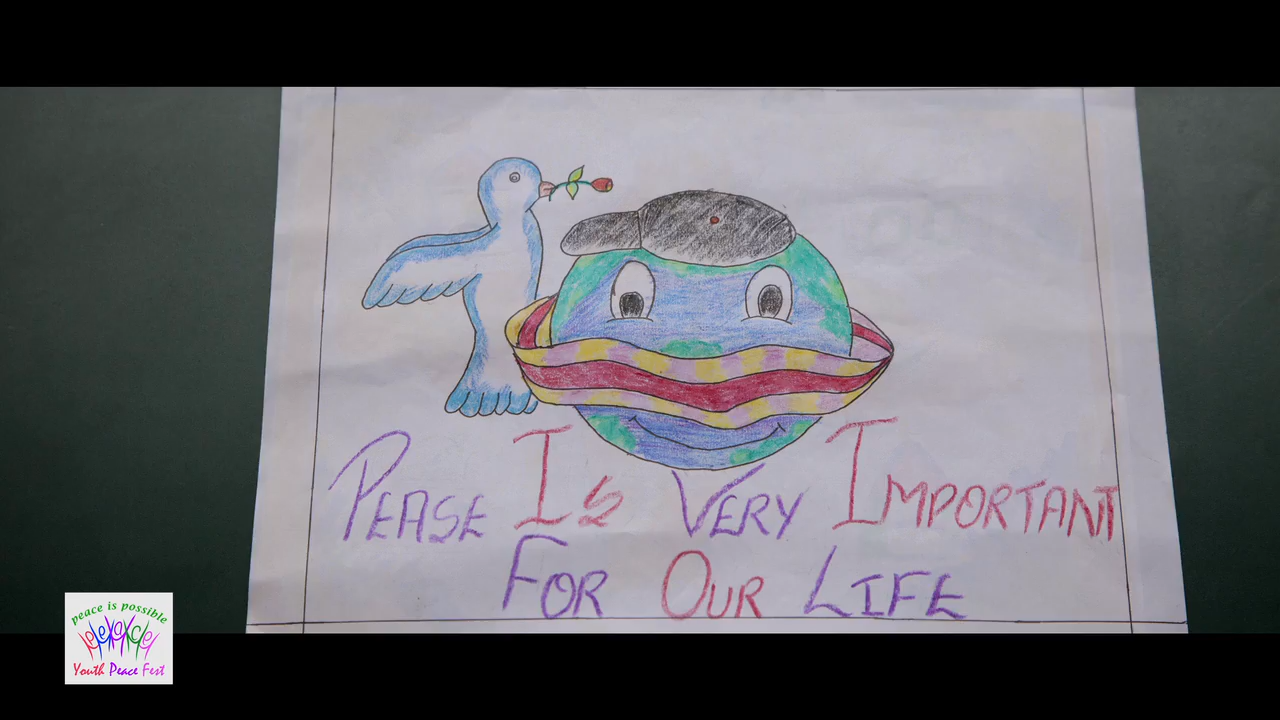 PEASE IS VERY IMPORTANT
FOR OUR LIFE
peace is possible
Youth Peace Fest